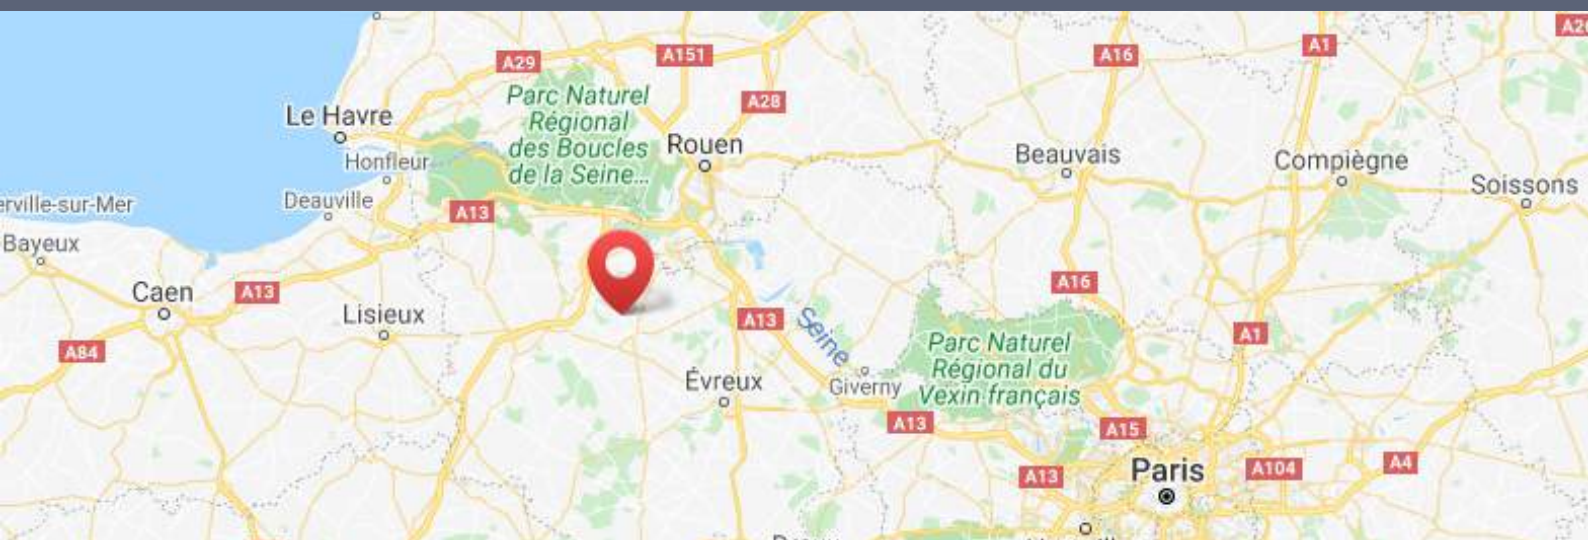 A29
A151
A16
A1
Parc Naturel
Régional
des Boucles
de la Seine...
A28
Le Havre
Rouen
Honfleur
Beauvais
Compiègne
Soissons
Deauville
erville-sur-Mer
A13
Bayeux
Caen
A13
A16
Lisieux
A13
Seine
A1
A84
Parc Naturel
Régional du
Vexin français
Évreux
Giverny
A13
A15
Paris
A13
A104
A4